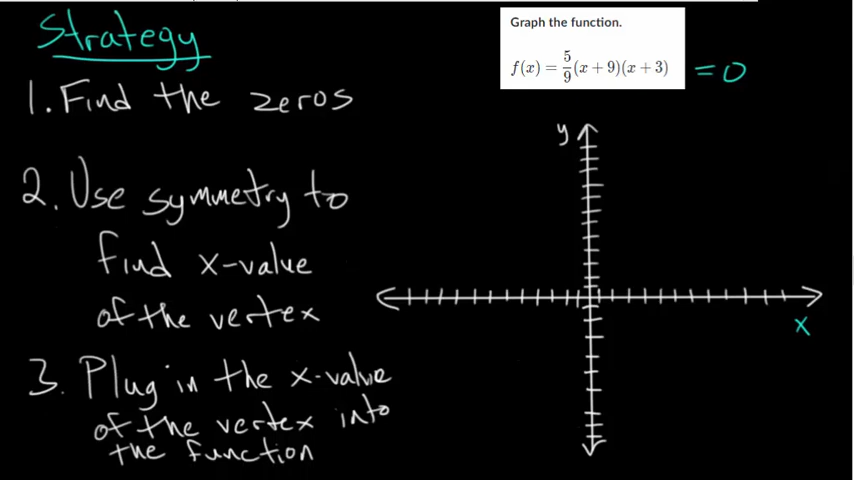 Strategy
1. Find the zeros
2. Use symmetry to
find x-value
of the vertex
3. Plug in the x-value
of the vertex into
the function
Graph the function.
f(x) = 5/9(x + 9)(x + 3) = 0
y
x